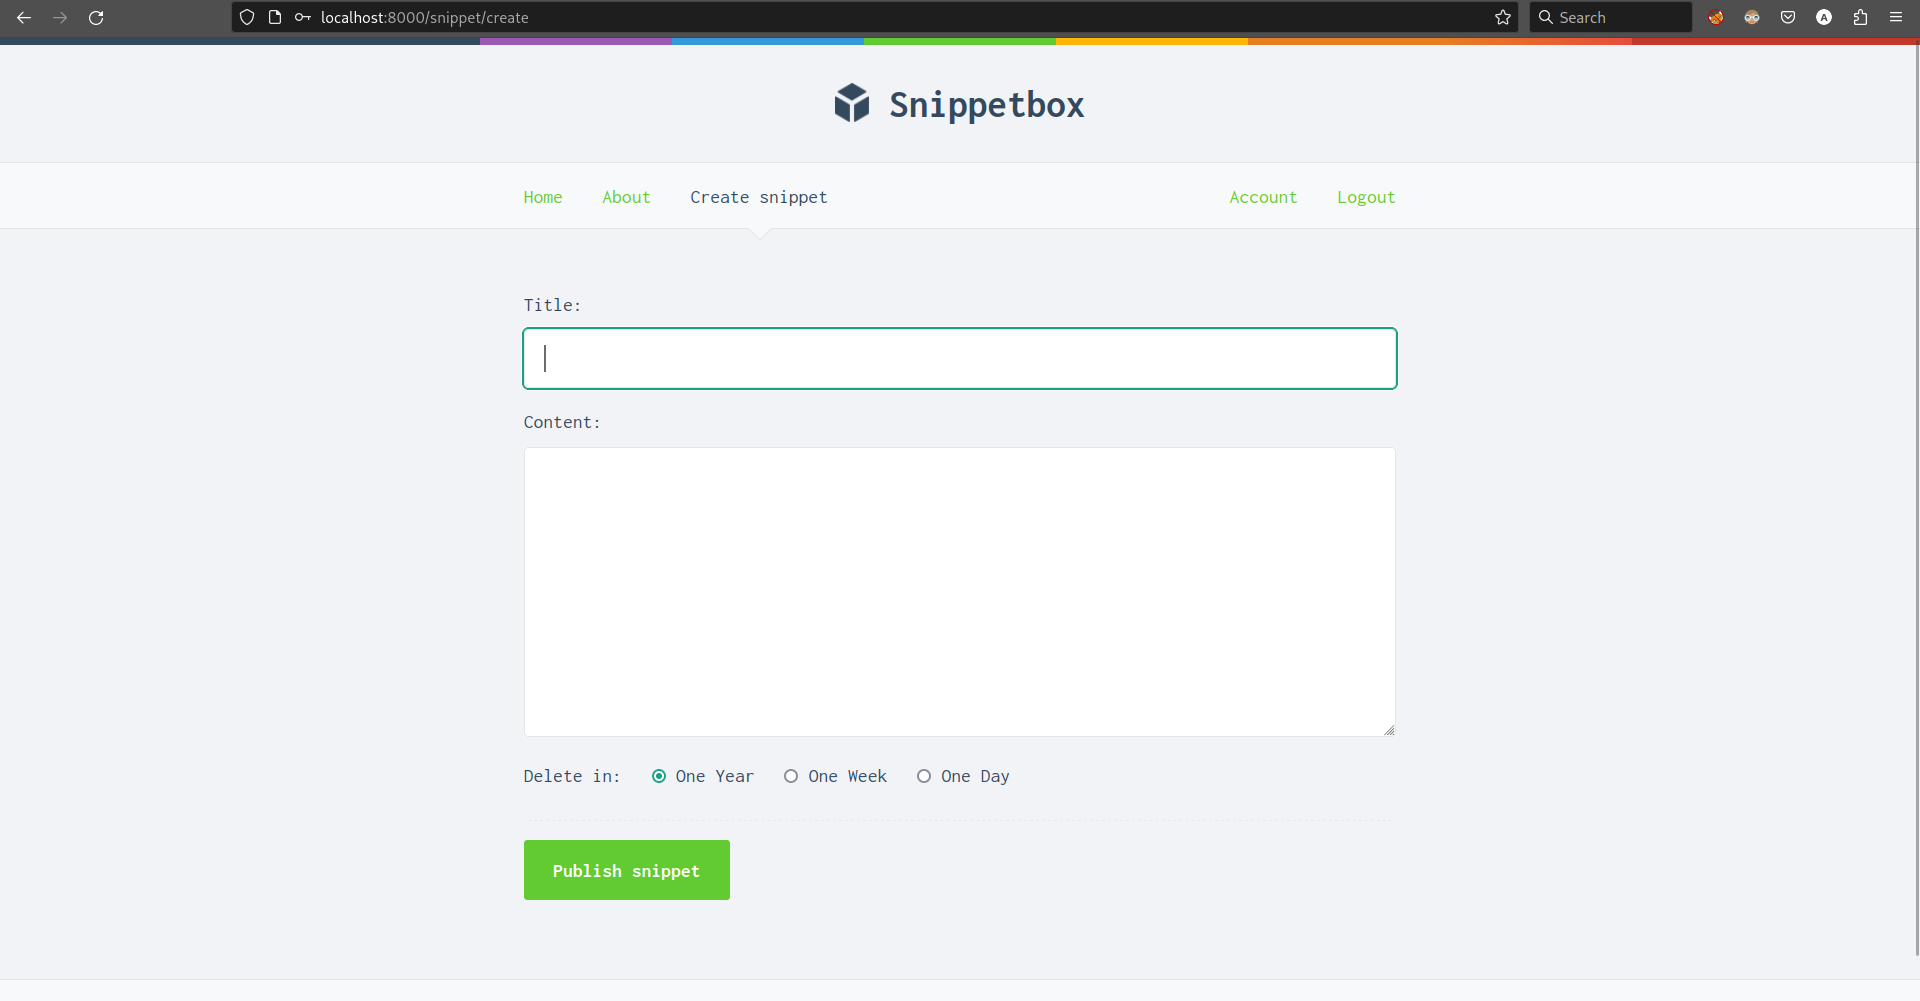 localhost:8000/snippet/create
Search
A
Snippetbox
Home About Create snippet Account Logout
Title:
Content:
Delete in: One Year One Week One Day
Publish snippet